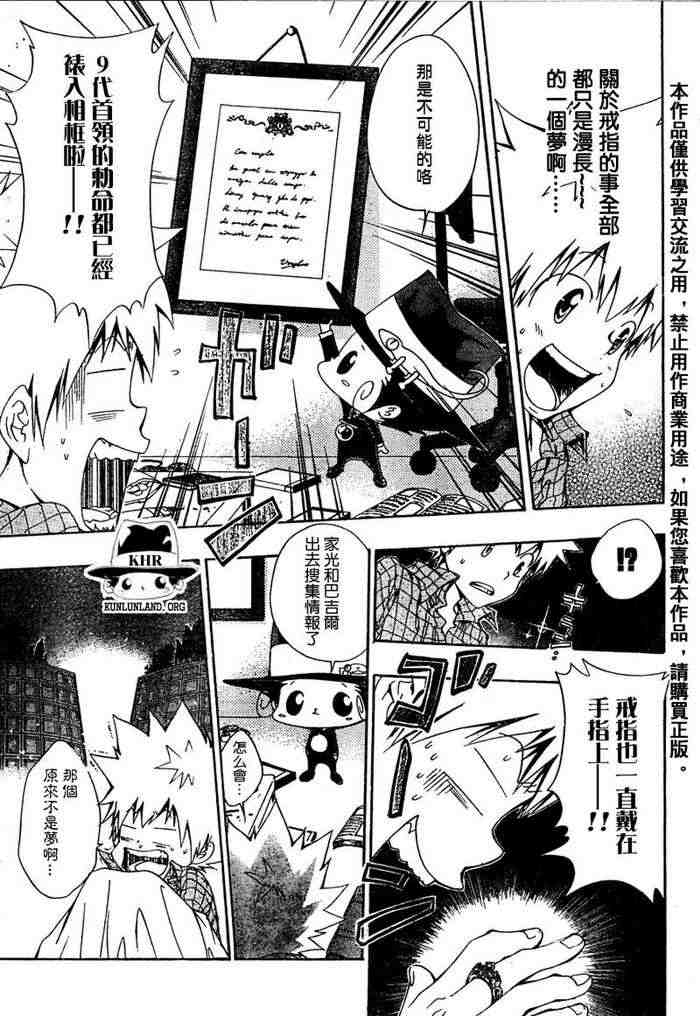 本作品僅供學習交流之用，禁止用作商業用途，如果您喜歡本作品，請購買正版。
關於戒指的事全部
都只是漫長~~~
的一個夢啊……
那是不可能的咯
9代首領的勅命都已經
裱入相框啦——!!
!?
戒指也一直戴在
手指上——!!
家光和巴吉爾
出去搜集情報了
怎么會…
那個
原來不是夢啊…
KHR
KUNLUNLAND.ORG